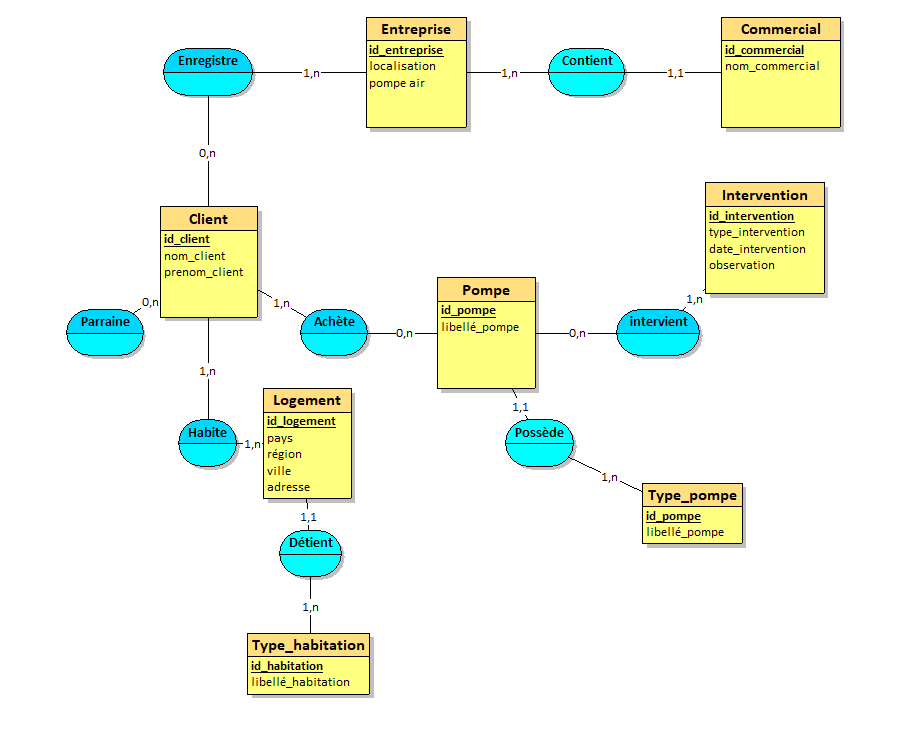 Entreprise
id_entreprise
localisation
pompe air
Commercial
id_commercial
nom_commercial
Enregistre
1,n
1,n
Contient
1,1
0,n
Client
id_client
nom_client
prenom_client
Intervention
id_intervention
type_intervention
date_intervention
observation
Pompe
id_pompe
libellé_pompe
0,n
Parraine
1,n
Achète
0,n
0,n
intervient
1,n
1,n
Habite
1,n
Logement
id_logement
pays
région
ville
adresse
1,1
Possède
1,n
Type_pompe
id_pompe
libellé_pompe
1,1
Détient
1,n
Type_habitation
id_habitation
libellé_habitation